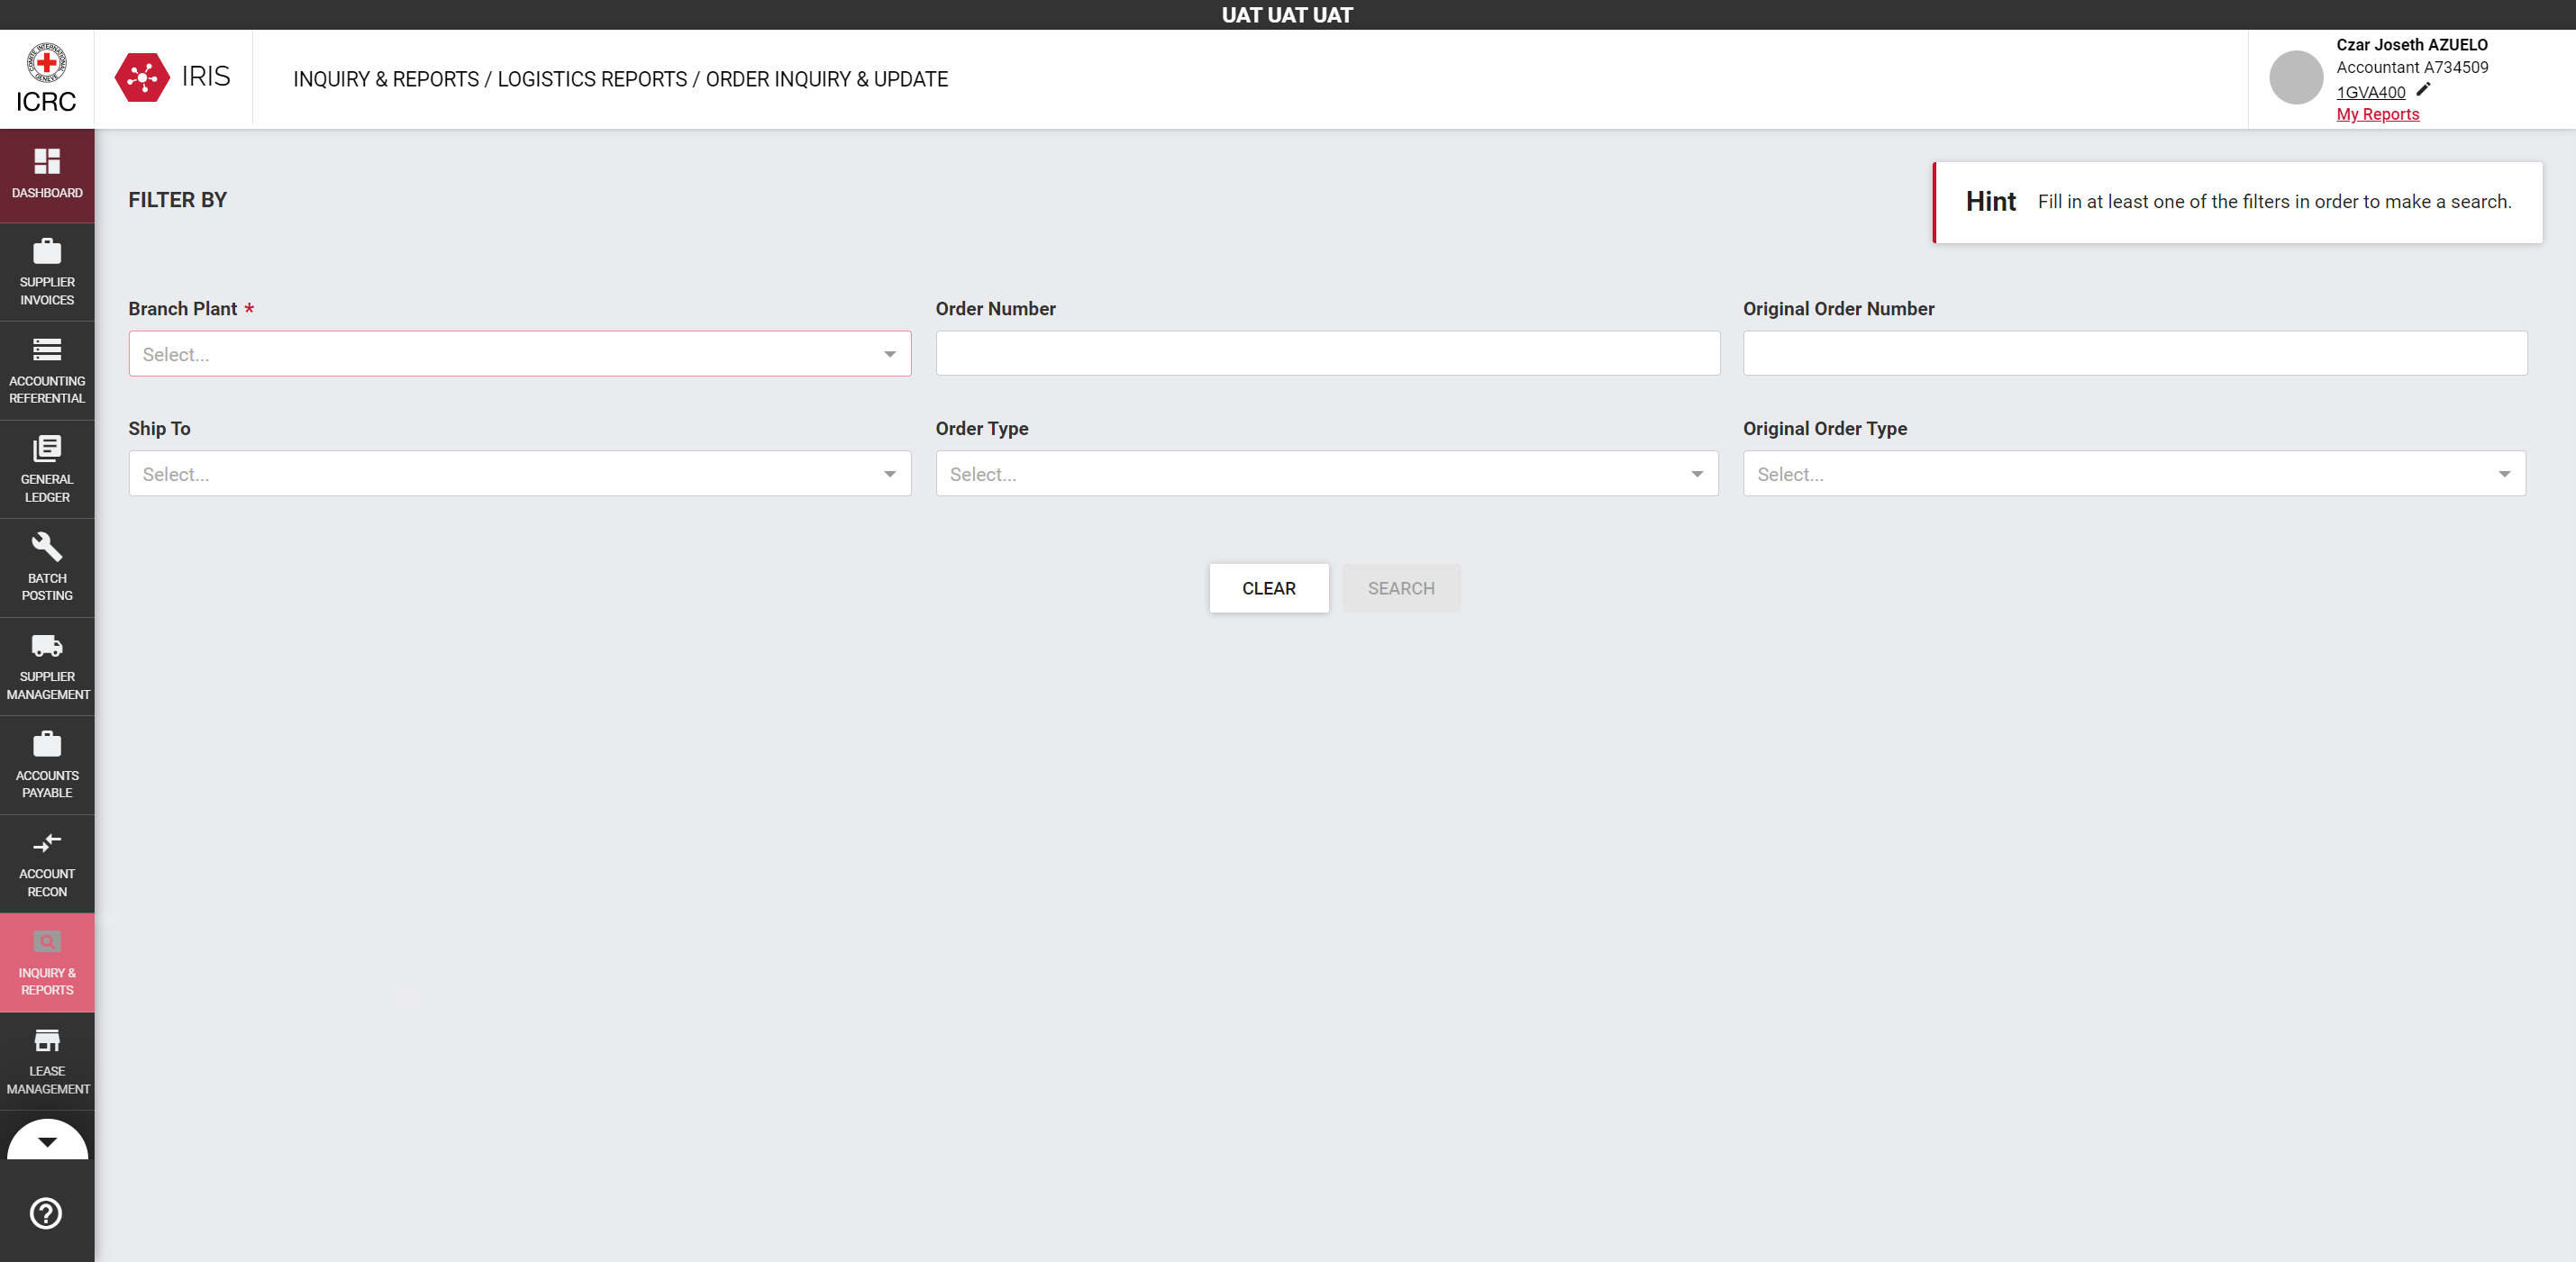 UAT UAT UAT
COMITE INTERNATIONAL GENEVE
ICRC
IRIS
INQUIRY & REPORTS / LOGISTICS REPORTS / ORDER INQUIRY & UPDATE
Czar Joseth AZUELO
Accountant A734509
1GVA400
My Reports
DASHBOARD
SUPPLIER
INVOICES
ACCOUNTING
REFERENTIAL
GENERAL
LEDGER
BATCH
POSTING
SUPPLIER
MANAGEMENT
ACCOUNTS
PAYABLE
ACCOUNT
RECON
INQUIRY &
REPORTS
LEASE
MANAGEMENT
FILTER BY
Hint Fill in at least one of the filters in order to make a search.
Branch Plant *
Select...
Order Number
Original Order Number
Ship To
Select...
Order Type
Select...
Original Order Type
Select...
CLEAR
SEARCH